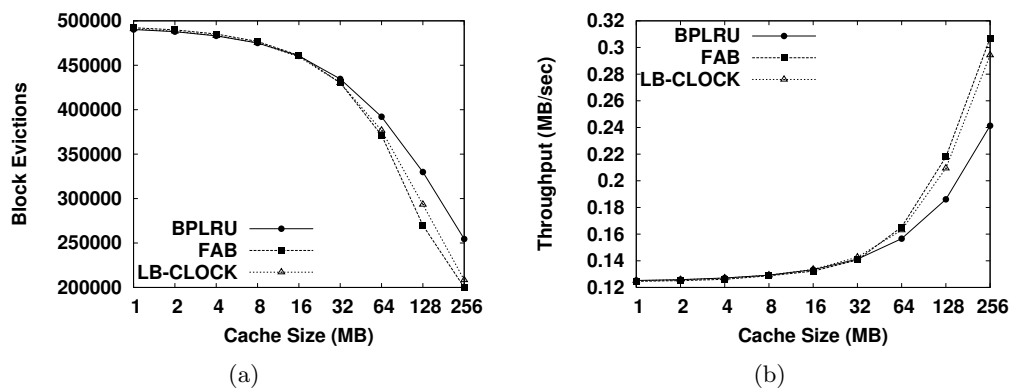 500000
450000
400000
350000
300000
250000
200000
Block Evictions
BPLRU
FAB
LB-CLOCK
1 2 4 8 16 32 64 128 256
Cache Size (MB)
(a)
0.32
0.3
0.28
0.26
0.24
0.22
0.2
0.18
0.16
0.14
0.12
Throughput (MB/sec)
BPLRU
FAB
LB-CLOCK
1 2 4 8 16 32 64 128 256
Cache Size (MB)
(b)